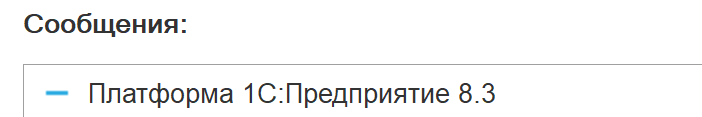 Сообщения:
Платформа 1С:Предприятие 8.3